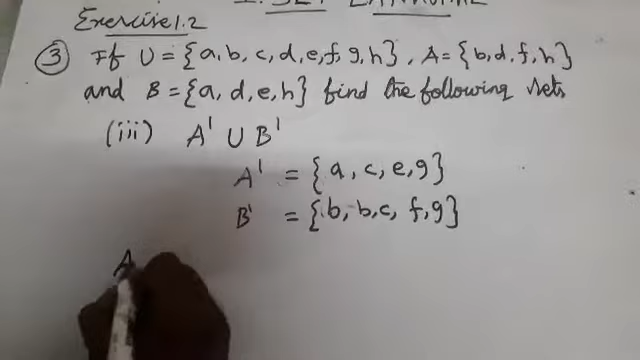 Exercise 1.2
③ If U = {a, b, c, d, e, f, g, h}, A = {b, d, f, h}
and B = {a, d, e, h} find the following sets
(iii) A' ∪ B'
A' = {a, c, e, g}
B' = {b, b, c, f, g}
A